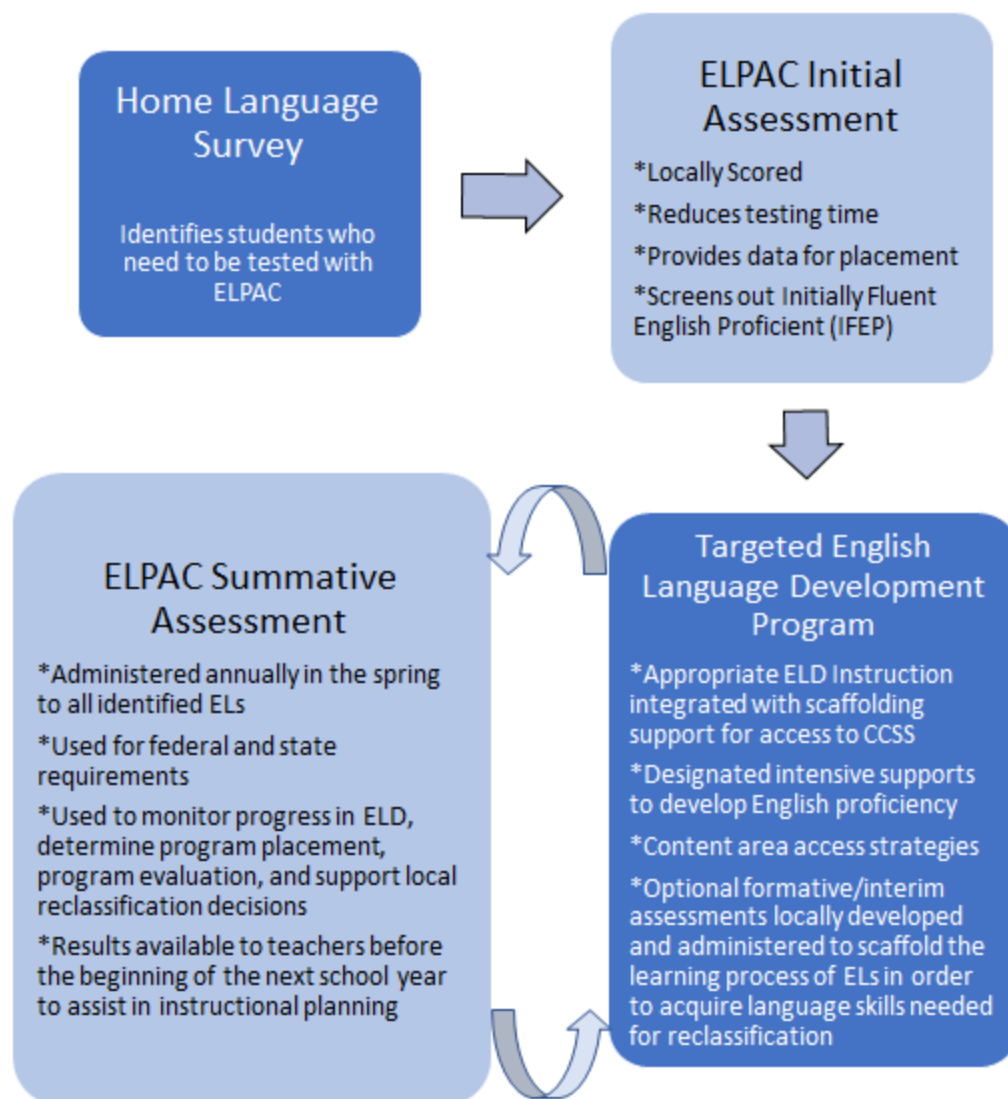 Home Language
Survey
Identifies students who
need to be tested with
ELPAC
ELPAC Initial
Assessment
*Locally Scored
*Reduces testing time
*Provides data for placement
*Screens out Initially Fluent
English Proficient (IFEP)
Targeted English
Language Development
Program
*Appropriate ELD Instruction
integrated with scaffolding
support for access to CCSS
*Designated intensive supports
to develop English proficiency
*Content area access strategies
*Optional formative/interim
assessments locally developed
and administered to scaffold the
learning process of ELs in order
to acquire language skills needed
for reclassification
ELPAC Summative
Assessment
*Administered annually in the spring
to all identified ELs
*Used for federal and state
requirements
*Used to monitor progress in ELD,
determine program placement,
program evaluation, and support local
reclassification decisions
*Results available to teachers before
the beginning of the next school year
to assist in instructional planning